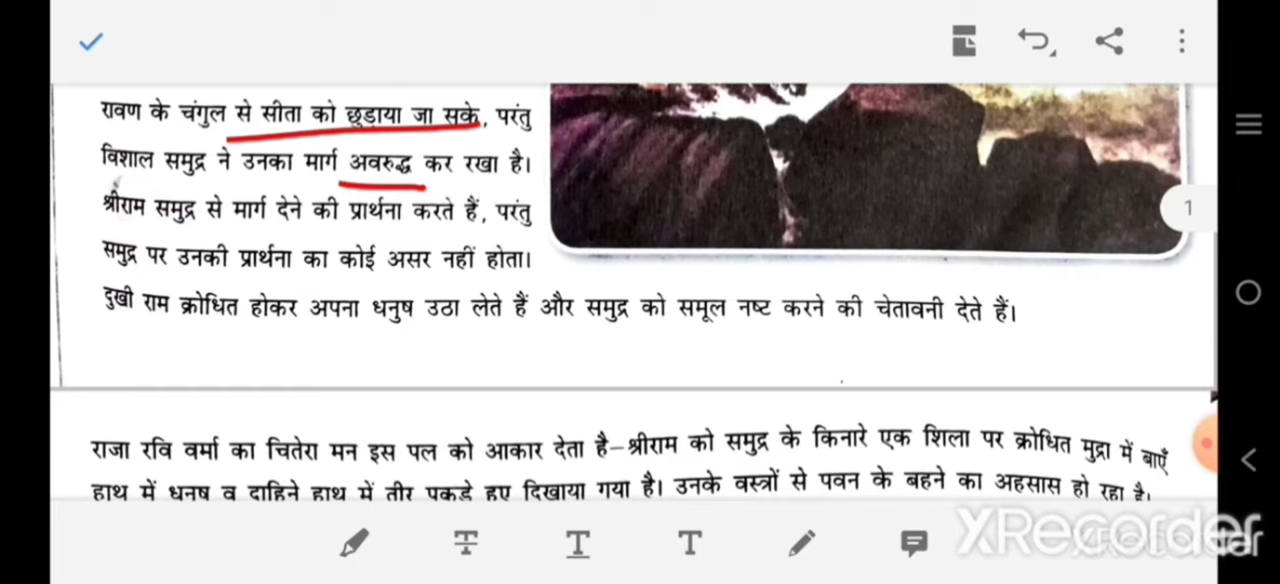 रावण के चंगुल से सीता को छुड़ाया जा सके, परंतु
विशाल समुद्र ने उनका मार्ग अवरुद्ध कर रखा है।
श्रीराम समुद्र से मार्ग देने की प्रार्थना करते हैं, परंतु
समुद्र पर उनकी प्रार्थना का कोई असर नहीं होता।
दुखी राम क्रोधित होकर अपना धनुष उठा लेते हैं और समुद्र को समूल नष्ट करने की चेतावनी देते हैं।
1
राजा रवि वर्मा का चितेरा मन इस पल को आकार देता है–श्रीराम को समुद्र के किनारे एक शिला पर क्रोधित मुद्रा में बाएँ
हाथ में धनुष व दाहिने हाथ में तीर पकड़े हुए दिखाया गया है। उनके वस्त्रों से पवन के बहने का अहसास हो रहा है।
T T T
XRecorder